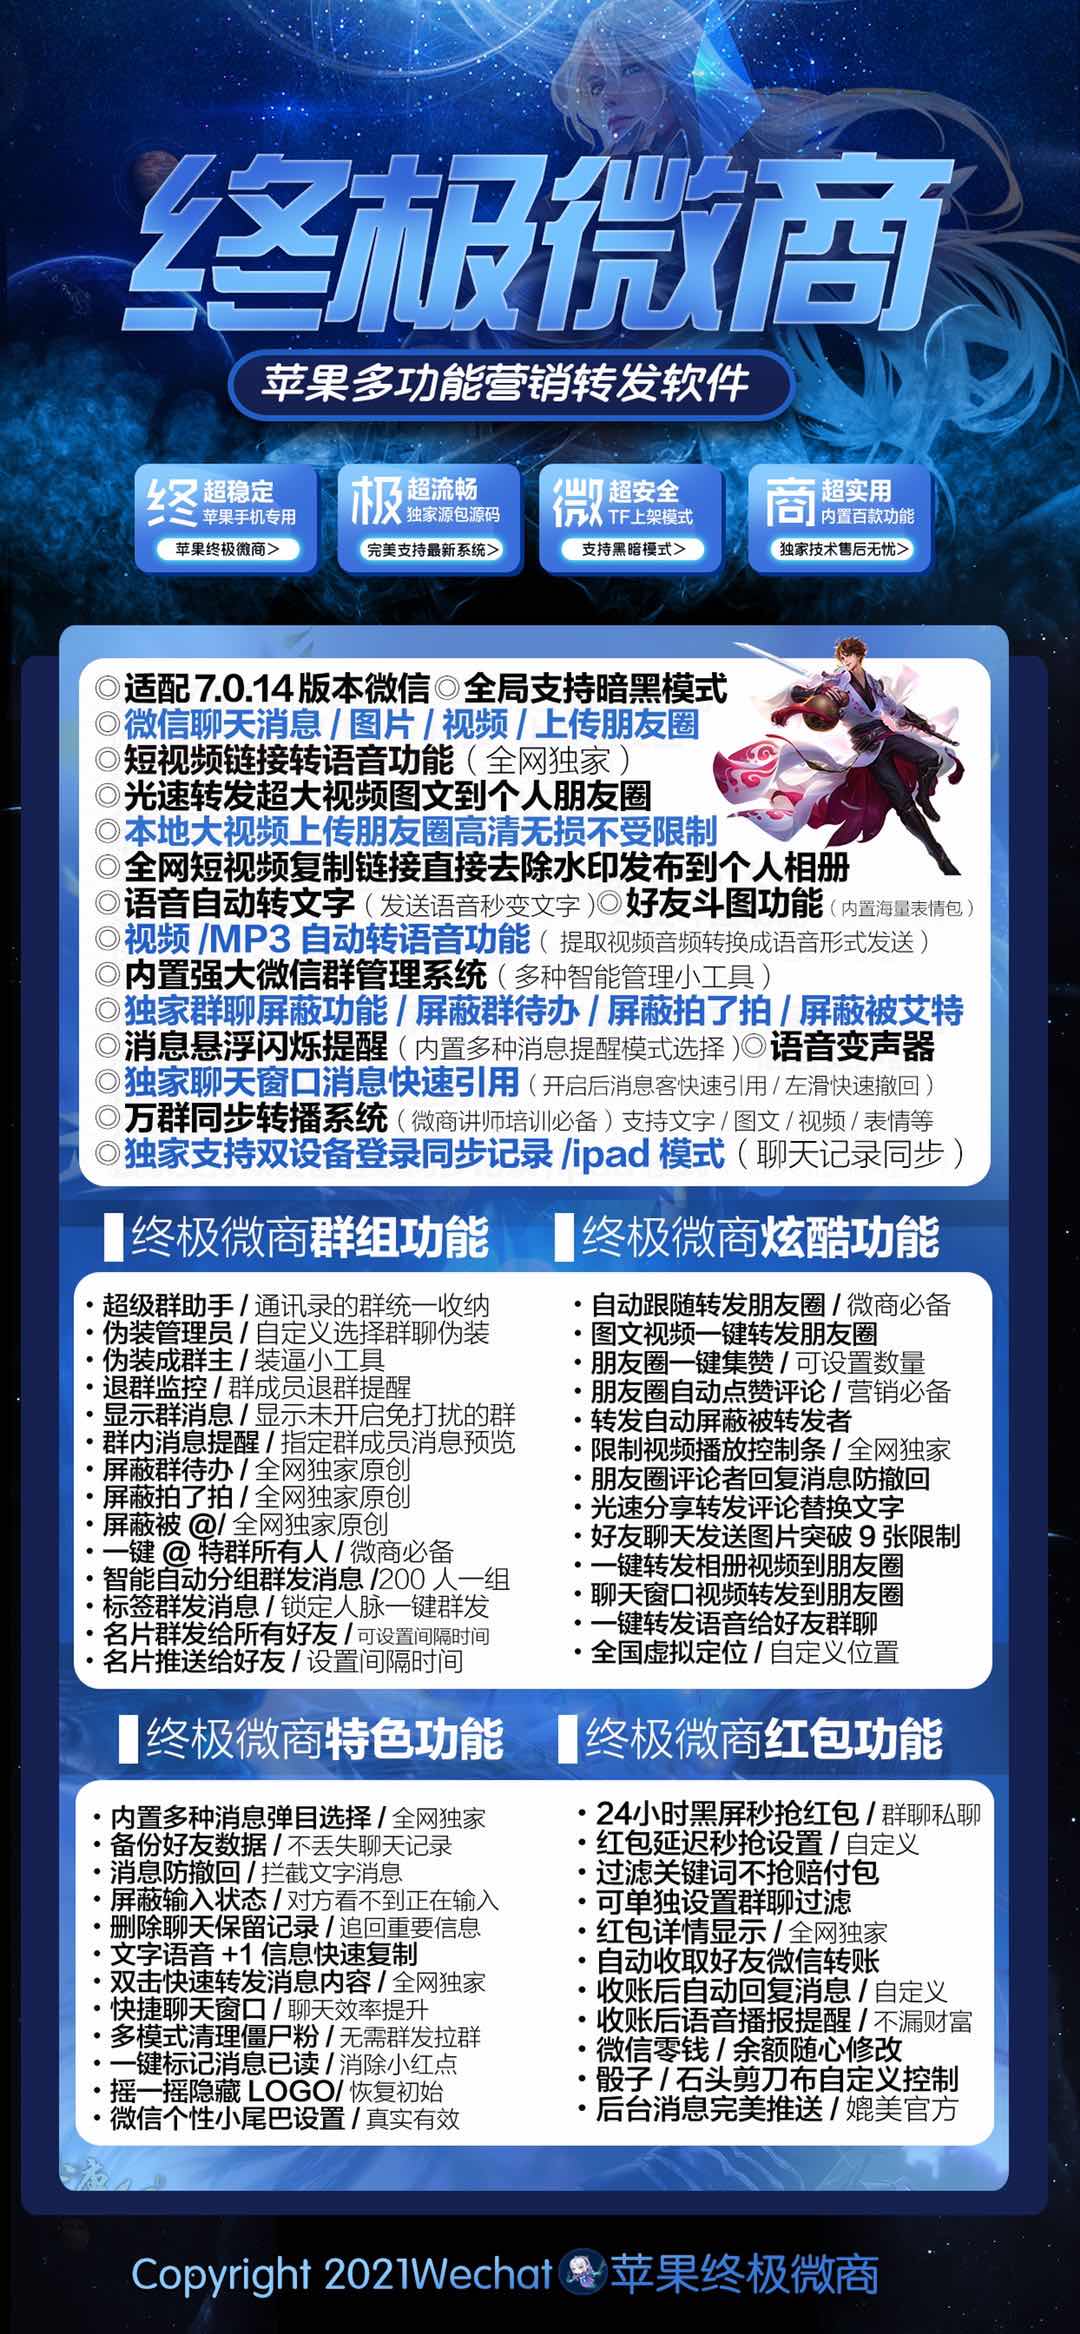 终极微商
苹果多功能营销转发软件
终 超稳定
苹果手机专用
苹果终极微商>
极 超流畅
独家源包源码
完美支持最新系统>
微 超安全
TF上架模式
支持黑暗模式>
商 超实用
内置百款功能
独家技术售后无忧>
◎适配7.0.14版本微信◎全局支持暗黑模式
◎微信聊天消息/图片/视频/上传朋友圈
◎短视频链接转语音功能（全网独家）
◎光速转发超大视频图文到个人朋友圈
◎本地大视频上传朋友圈高清无损不受限制
◎全网短视频复制链接直接去除水印发布到个人相册
◎语音自动转文字（发送语音秒变文字）◎好友斗图功能（内置海量表情包）
◎视频/MP3自动转语音功能（提取视频音频转换成语音形式发送）
◎内置强大微信群管理系统（多种智能管理小工具）
◎独家群聊屏蔽功能/屏蔽群待办/屏蔽拍了拍/屏蔽被艾特
◎消息悬浮闪烁提醒（内置多种消息提醒模式选择）◎语音变声器
◎独家聊天窗口消息快速引用（开启后消息客快速引用/左滑快速撤回）
◎万群同步转播系统（微商讲师培训必备）支持文字/图文/视频/表情等
◎独家支持双设备登录同步记录/ipad模式（聊天记录同步）
终极微商群组功能
・超级群助手/通讯录的群统一收纳
・伪装管理员/自定义选择群聊伪装
・伪装成群主/装逼小工具
・退群监控/群成员退群提醒
・显示群消息/显示未开启免打扰的群
・群内消息提醒/指定群成员消息预览
・屏蔽群待办/全网独家原创
・屏蔽拍了拍/全网独家原创
・屏蔽被@/全网独家原创
・一键@特群所有人/微商必备
・智能自动分组群发消息/200人一组
・标签群发消息/锁定人脉一键群发
・名片群发给所有好友/可设置间隔时间
・名片推送给好友/设置间隔时间
终极微商炫酷功能
・自动跟随转发朋友圈/微商必备
・图文视频一键转发朋友圈
・朋友圈一键集赞/可设置数量
・朋友圈自动点赞评论/营销必备
・转发自动屏蔽被转发者
・限制视频播放控制条/全网独家
・朋友圈评论者回复消息防撤回
・光速分享转发评论替换文字
・好友聊天发送图片突破9张限制
・一键转发相册视频到朋友圈
・聊天窗口视频转发到朋友圈
・一键转发语音给好友群聊
・全国虚拟定位/自定义位置
终极微商特色功能
・内置多种消息弹目选择/全网独家
・备份好友数据/不丢失聊天记录
・消息防撤回/拦截文字消息
・屏蔽输入状态/对方看不到正在输入
・删除聊天保留记录/追回重要信息
・文字语音+1信息快速复制
・双击快速转发消息内容/全网独家
・快捷聊天窗口/聊天效率提升
・多模式清理僵尸粉/无需群发拉群
・一键标记消息已读/消除小红点
・摇一摇隐藏LOGO/恢复初始
・微信个性小尾巴设置/真实有效
终极微商红包功能
・24小时黑屏秒抢红包/群聊私聊
・红包延迟秒抢设置/自定义
・过滤关键词不抢赔付包
・可单独设置群聊过滤
・红包详情显示/全网独家
・自动收取好友微信转账
・收账后自动回复消息/自定义
・收账后语音播报提醒/不漏财富
・微信零钱/余额随心修改
・骰子/石头剪刀布自定义控制
・后台消息完美推送/媲美官方
Copyright 2021Wechat 苹果终极微商